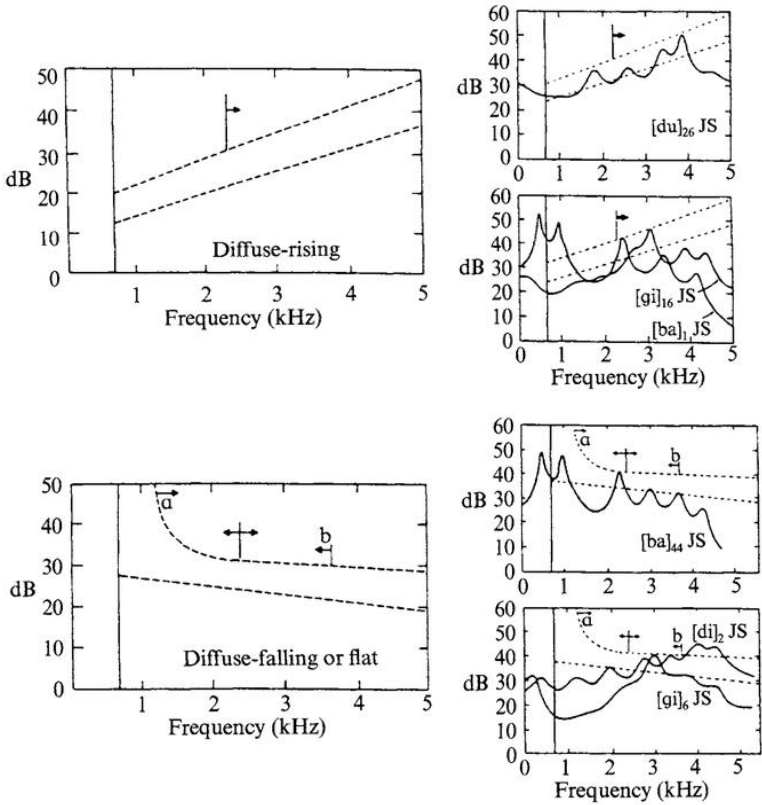 50
40
30
dB
20
10
0
Diffuse-rising
1 2 3 4 5
Frequency (kHz)
60
50
40
dB
30
20
10
0
[du]26 JS
0 1 2 3 4 5
60
50
40
dB
30
20
10
0
[gi]16 JS
[ba]1 JS
0 1 2 3 4 5
Frequency (kHz)
50
a
40
b
30
dB
20
10
0
Diffuse-falling or flat
1 2 3 4 5
Frequency (kHz)
60
a
50
b
40
dB
30
20
10
0
[ba]44 JS
0 1 2 3 4 5
60
a
[di]2 JS
50
b
40
dB
30
20
[gi]6 JS
10
0
0 1 2 3 4 5
Frequency (kHz)